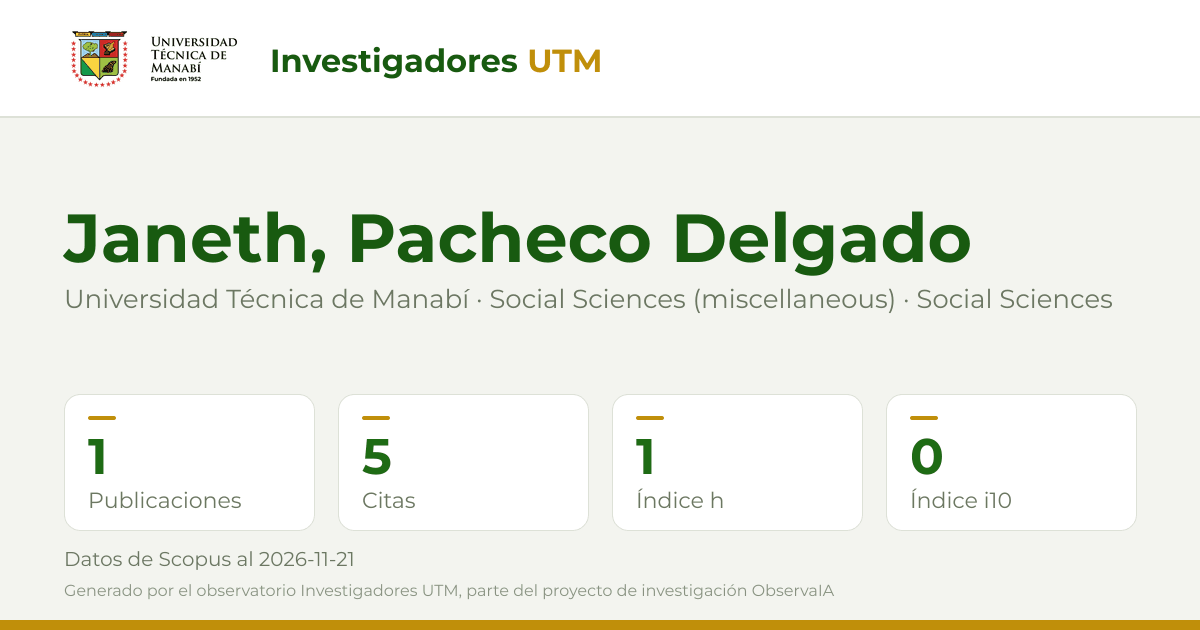 UNIVERSIDAD
TÉCNICA DE
MANABÍ
Fundada en 1952
Investigadores UTM
Janeth, Pacheco Delgado
Universidad Técnica de Manabí · Social Sciences (miscellaneous) · Social Sciences
1
Publicaciones
5
Citas
1
Índice h
0
Índice i10
Datos de Scopus al 2026-11-21
Generado por el observatorio Investigadores UTM, parte del proyecto de investigación ObservaIA